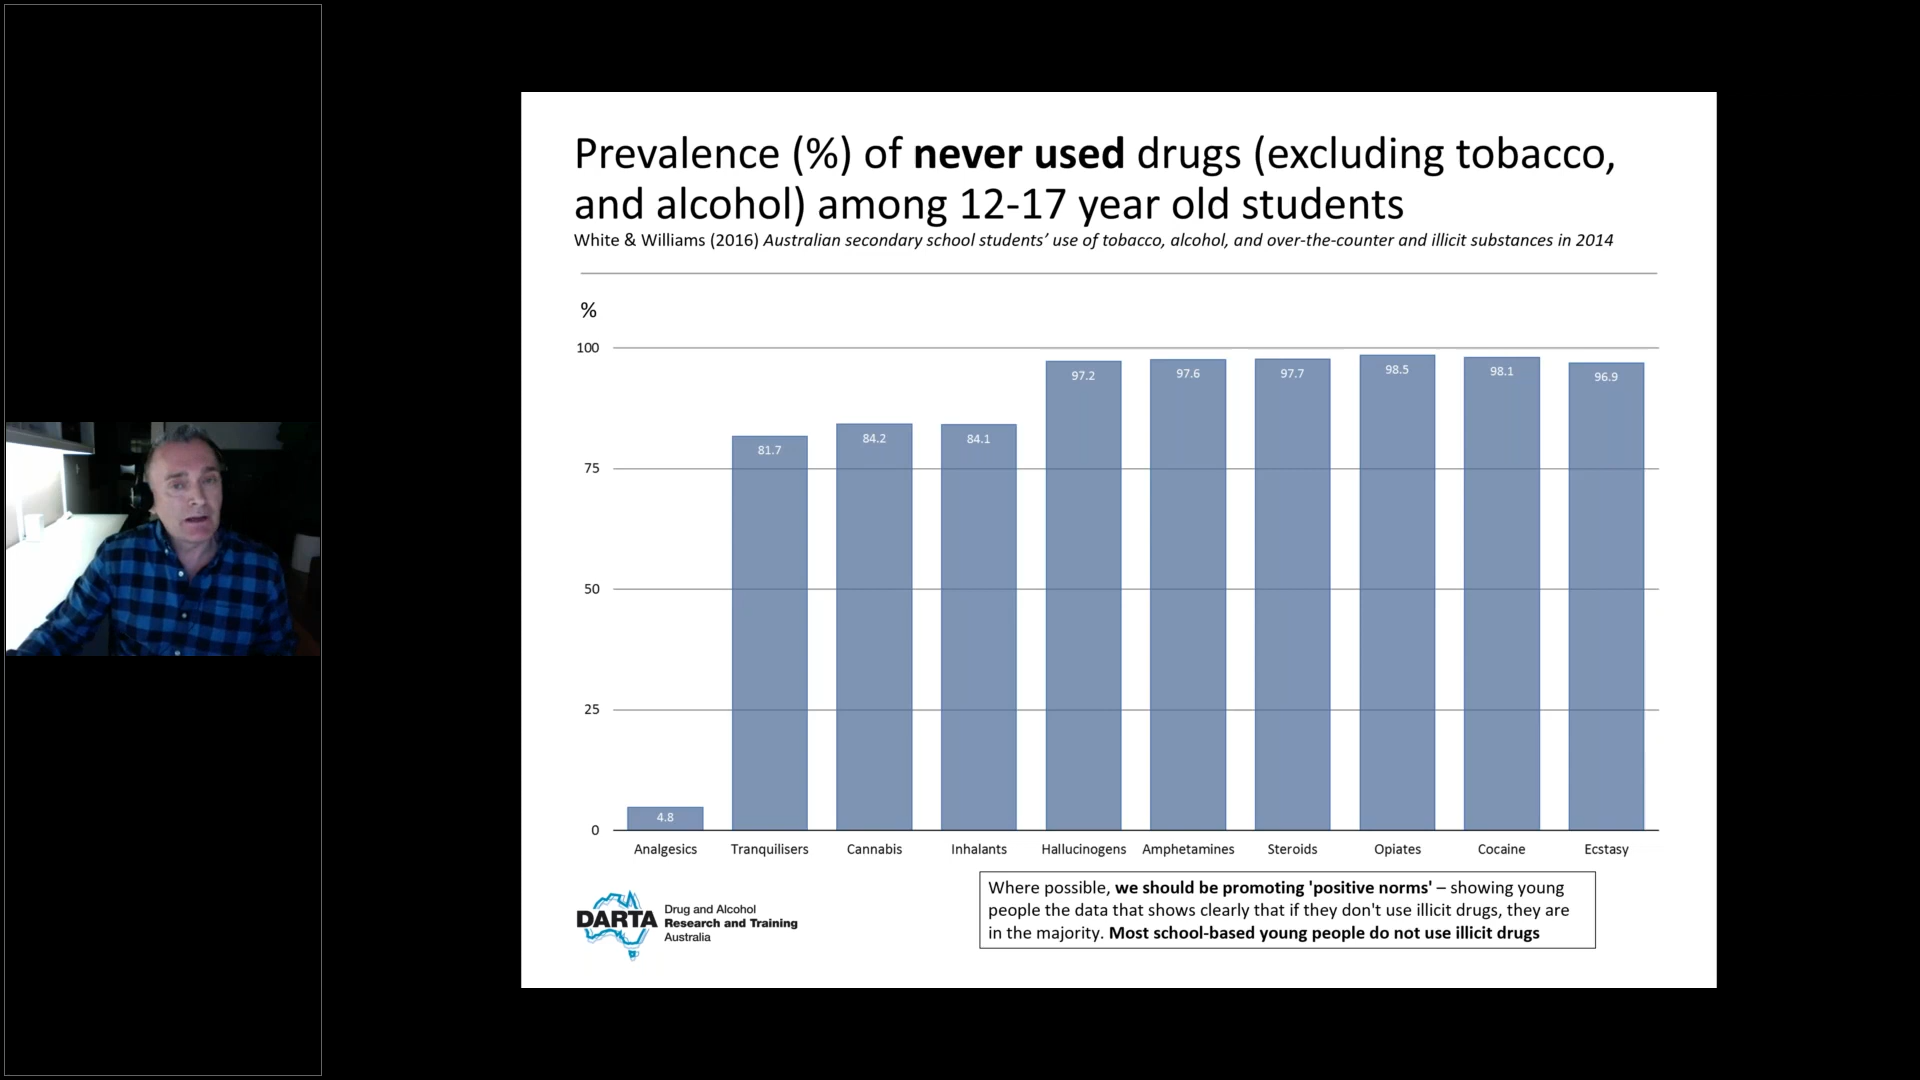 Prevalence (%) of never used drugs (excluding tobacco,
and alcohol) among 12-17 year old students
White & Williams (2016) Australian secondary school students' use of tobacco, alcohol, and over-the-counter and illicit substances in 2014
%
100
75
50
25
0
4.8
81.7
84.2
84.1
97.2
97.6
97.7
98.5
98.1
96.9
Analgesics
Tranquilisers
Cannabis
Inhalants
Hallucinogens
Amphetamines
Steroids
Opiates
Cocaine
Ecstasy
DARTA
Drug and Alcohol
Research and Training
Australia
Where possible, we should be promoting 'positive norms' – showing young
people the data that shows clearly that if they don't use illicit drugs, they are
in the majority. Most school-based young people do not use illicit drugs